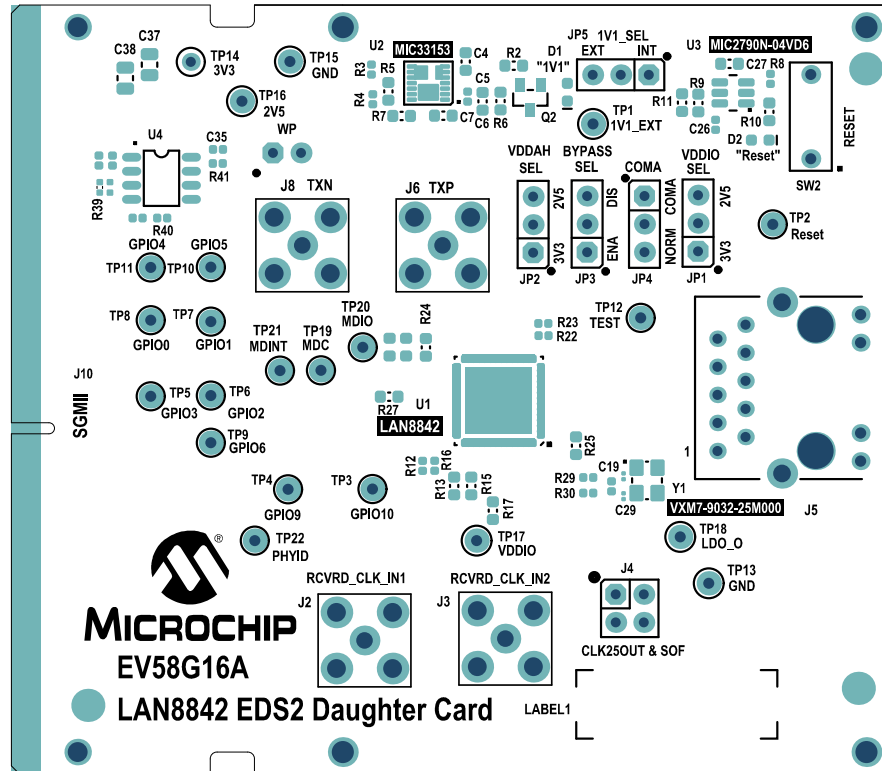 C38
C37
TP14
3V3
TP15
GND
TP16
2V5
WP
U2
MIC33153
R3
R4
R5
R7
C4
C5
C6
C7
R6
R2
D1
"1V1"
Q2
JP5 1V1_SEL
EXT INT
TP1
1V1_EXT
U3
MIC2790N-04VD6
R11
R9
C26
C27
R8
R10
D2
"Reset"
RESET
SW2
U4
C35
R41
R39
R40
J8 TXN
J6 TXP
VDDAH
SEL
2V5
3V3
JP2
BYPASS
SEL
DIS
ENA
JP3
COMA
COMA
NORM
JP4
VDDIO
SEL
2V5
3V3
JP1
TP2
Reset
GPIO4
TP11
GPIO5
TP10
TP8
GPIO0
TP7
GPIO1
TP20
MDIO
TP21
MDINT
TP19
MDC
R24
R23
R22
TP12
TEST
J10
SGMII
TP5
GPIO3
TP6
GPIO2
TP9
GPIO6
R27
U1
LAN8842
R12
R16
R13
R15
R17
R25
R29
R30
C19
C29
Y1
VXM7-9032-25M000
1
J5
TP4
GPIO9
TP3
GPIO10
TP22
PHYID
TP17
VDDIO
TP18
LDO_O
TP13
GND
®
MICROCHIP
EV58G16A
LAN8842 EDS2 Daughter Card
RCVRD_CLK_IN1
J2
RCVRD_CLK_IN2
J3
J4
CLK25OUT & SOF
LABEL1